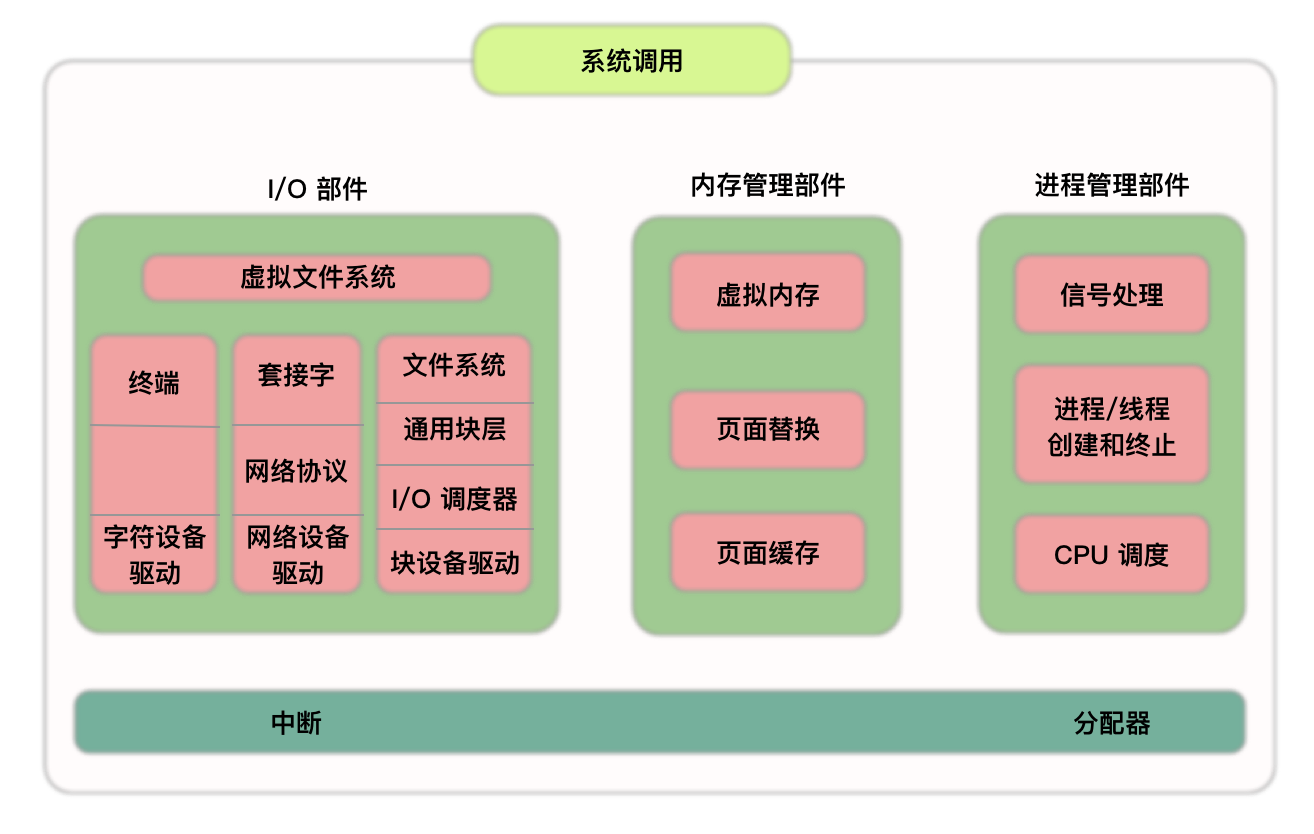 系统调用
I/O 部件
虚拟文件系统
终端
字符设备
驱动
套接字
网络协议
网络设备
驱动
文件系统
通用块层
I/O 调度器
块设备驱动
内存管理部件
虚拟内存
页面替换
页面缓存
进程管理部件
信号处理
进程/线程
创建和终止
CPU 调度
中断
分配器